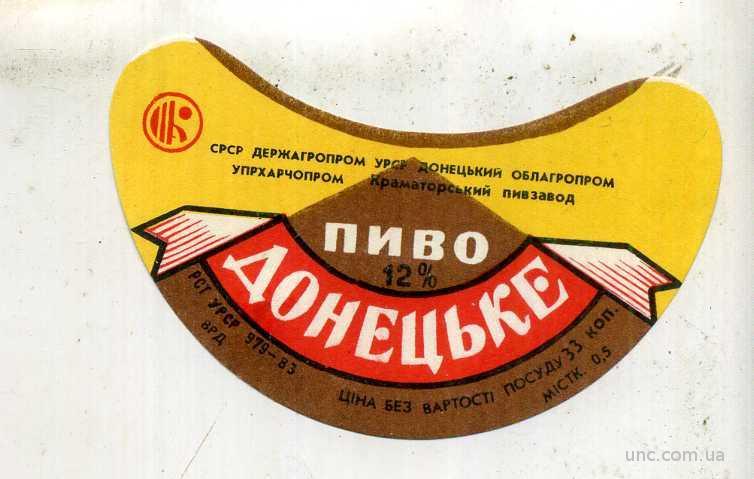 СРСР ДЕРЖАГРОПРОМ УРСР ДОНЕЦЬКИЙ ОБЛАГРОПРОМ
УПРХАРЧОПРОМ Краматорський пивзавод
ПИВО
12%
ДОНЕЦЬКЕ
РСТ УРСР 979-83
ВРД
ЦІНА БЕЗ ВАРТОСТІ ПОСУДУ 33 КОП.
МІСТК. 0,5
unc.com.ua